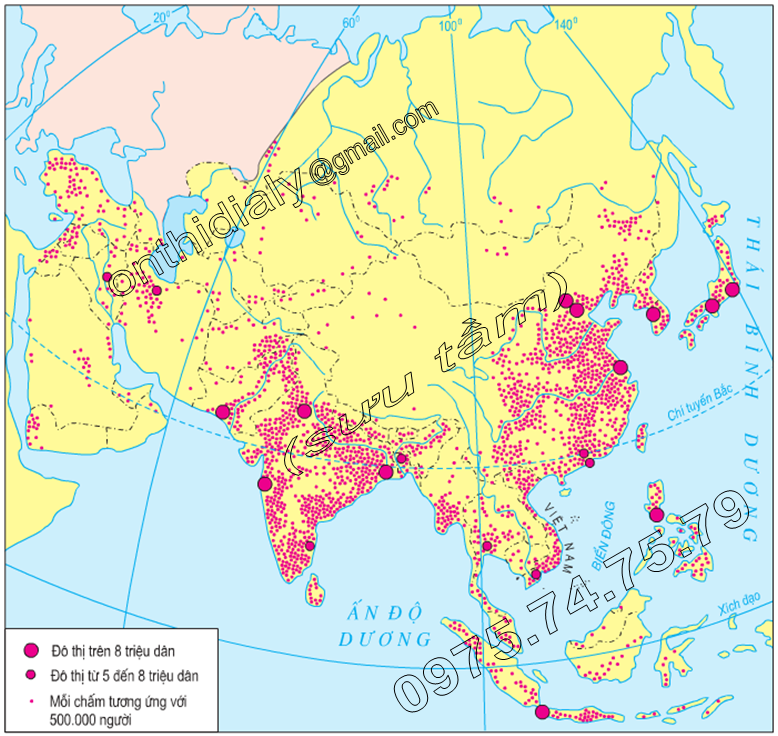 20°
60°
100°
140°
onthidialy@gmail.com
(sưu tầm)
THÁI BÌNH DƯƠNG
Chí tuyến Bắc
VIỆT NAM
BIỂN ĐÔNG
0975.74.75.79
ẤN ĐỘ
DƯƠNG
Xích đạo
Đô thị trên 8 triệu dân
Đô thị từ 5 đến 8 triệu dân
Mỗi chấm tương ứng với
500.000 người